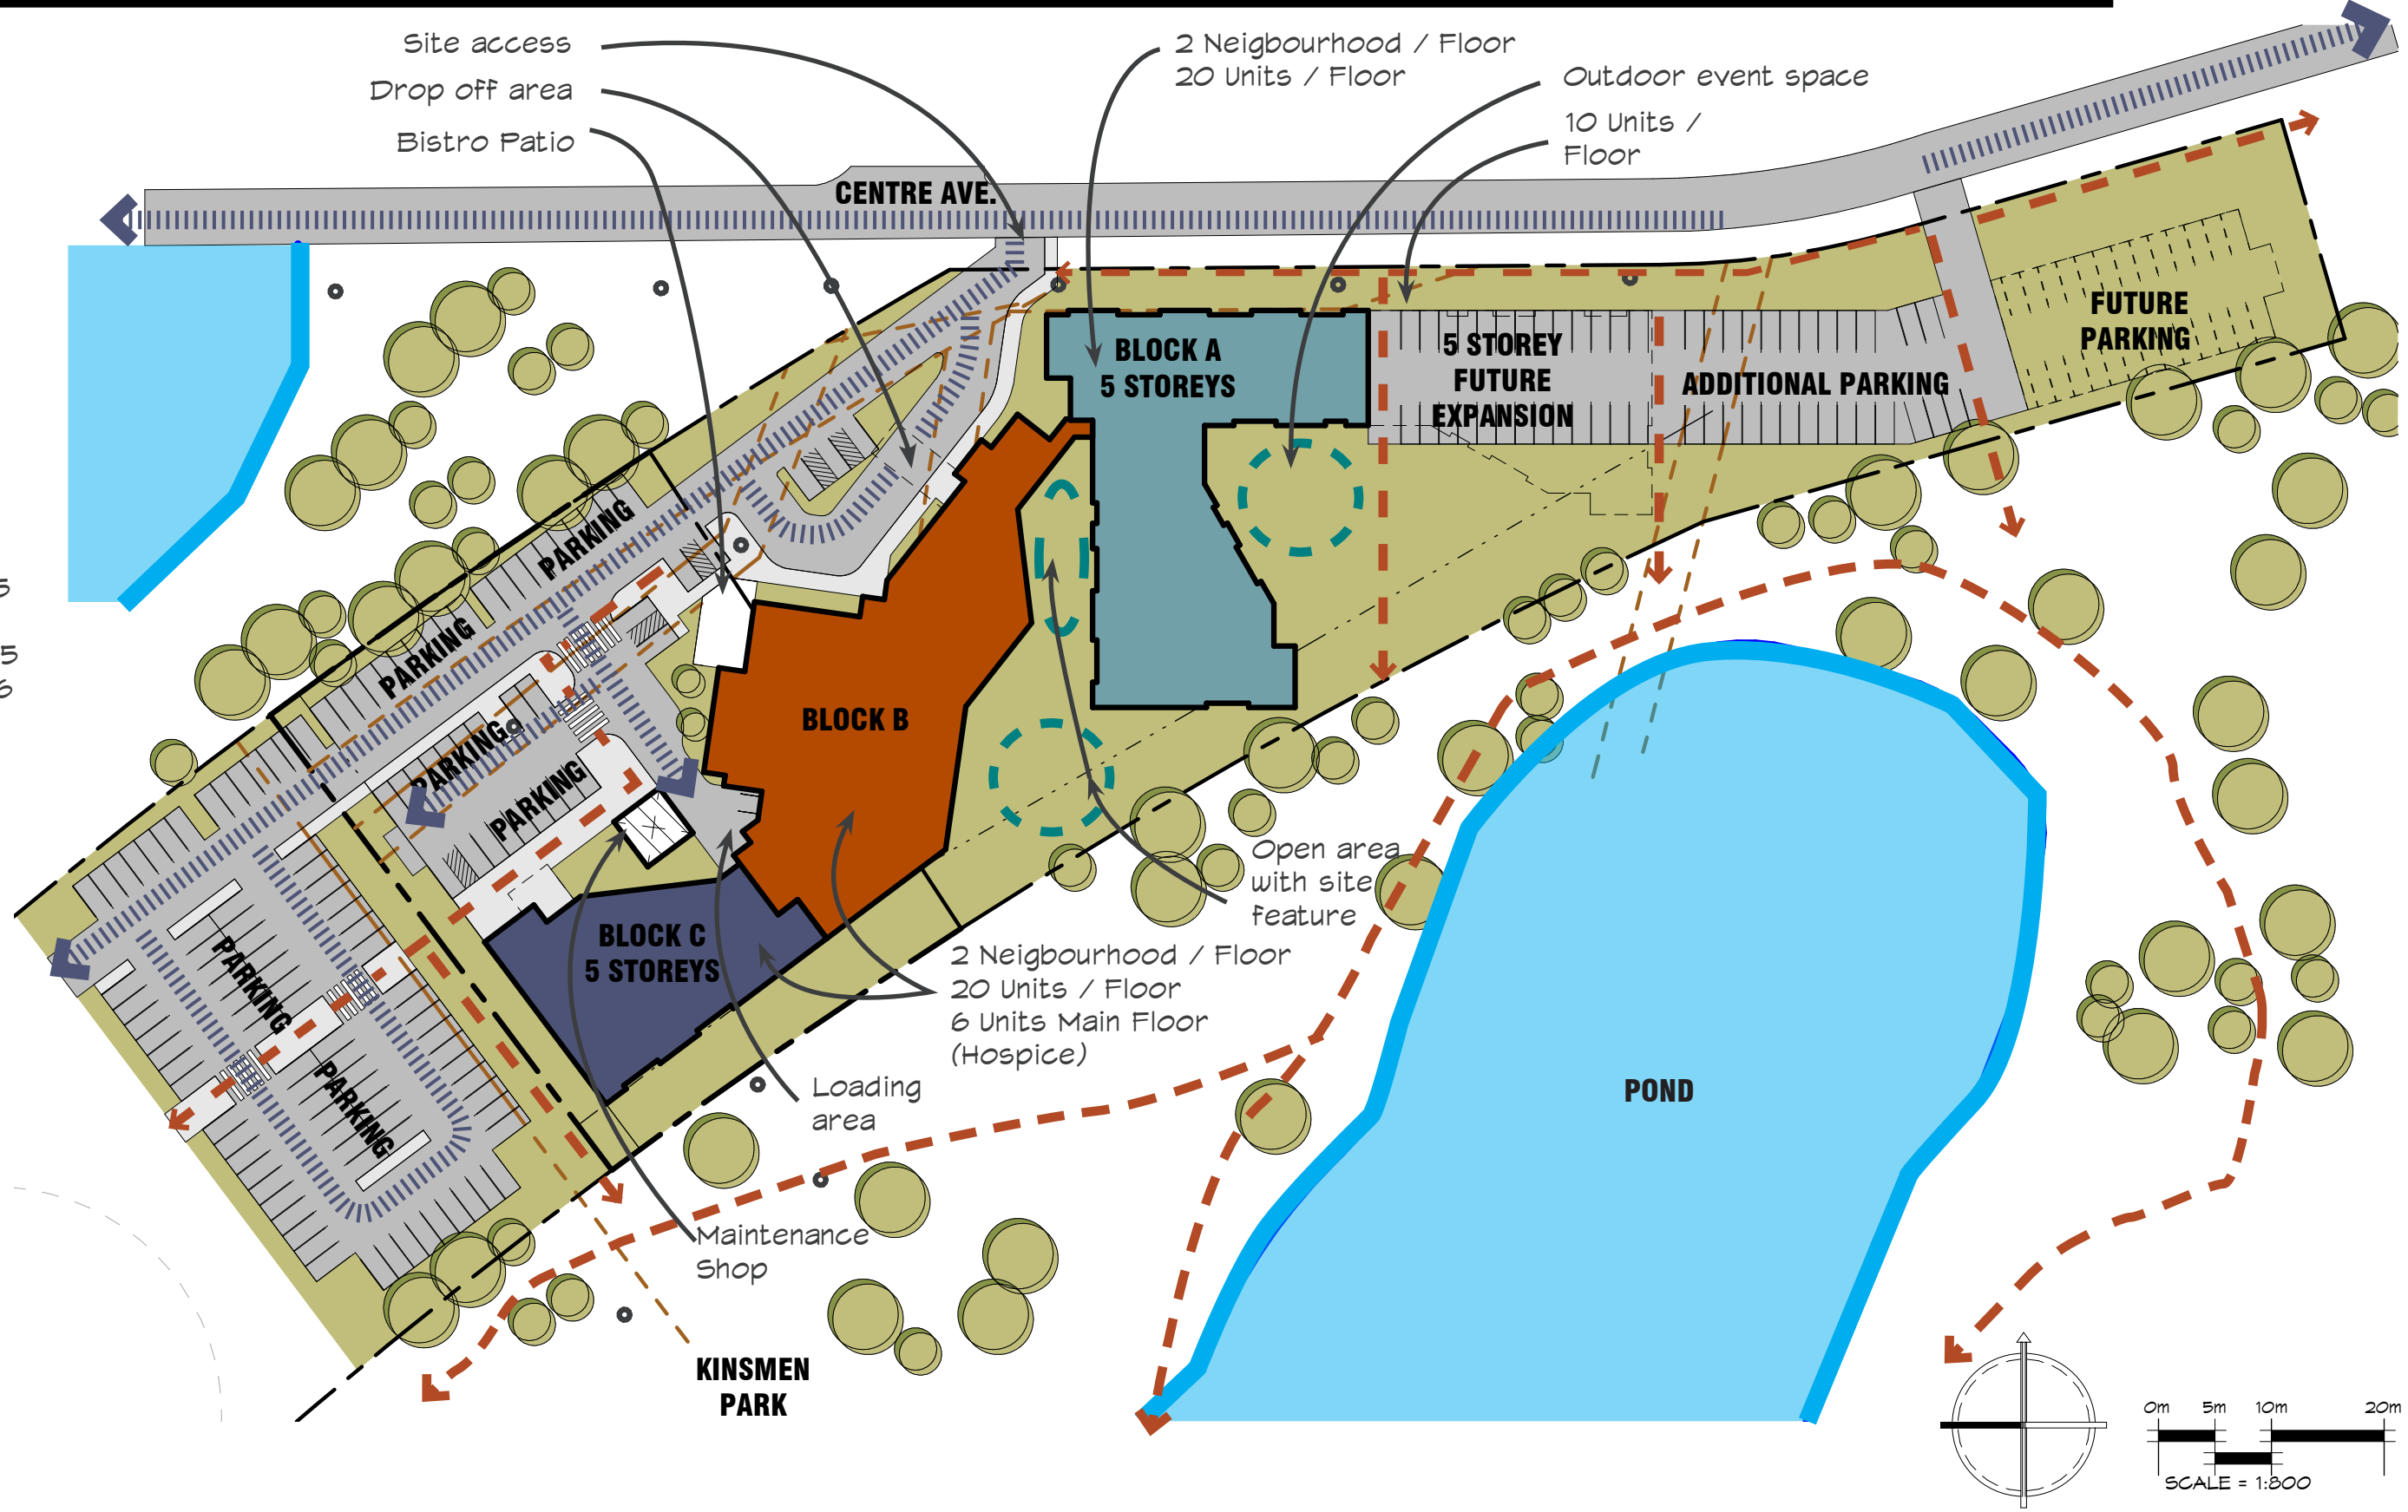 Site access
Drop off area
Bistro Patio
2 Neigbourhood / Floor
20 Units / Floor
Outdoor event space
10 Units /
Floor
CENTRE AVE.
BLOCK A
5 STOREYS
5 STOREY
FUTURE
EXPANSION
ADDITIONAL PARKING
FUTURE
PARKING
PARKING
PARKING
PARKING
PARKING
PARKING
PARKING
BLOCK B
BLOCK C
5 STOREYS
Open area
with site
feature
2 Neigbourhood / Floor
20 Units / Floor
6 Units Main Floor
(Hospice)
Loading
area
Maintenance
Shop
KINSMEN
PARK
POND
5
5
6
0m 5m 10m 20m
SCALE = 1:800